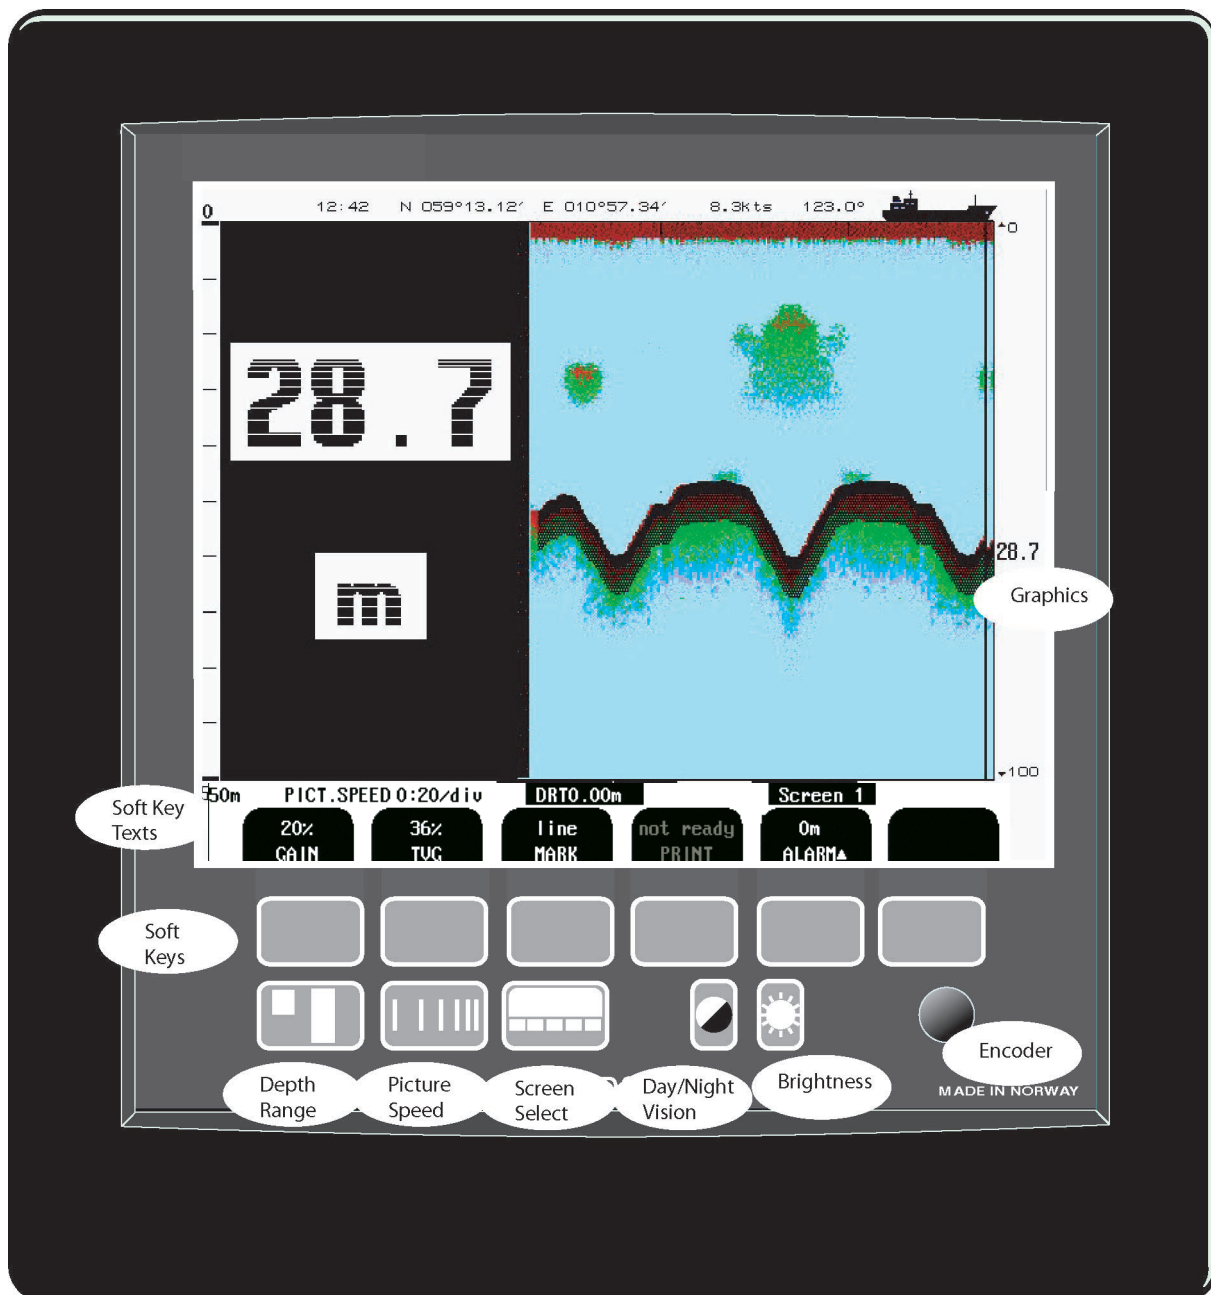 0
12:42 N 059°13.12′ E 010°57.34′ 8.3kts 123.0°
0
28.7
28.7
m
Graphics
100
50m PICT.SPEED 0:20/div DRT0.00m Screen 1
Soft Key
Texts
20% 36% line not ready 0m
GAIN TVG MARK PRINT ALARM▲
Soft
Keys
Encoder
Depth
Range
Picture
Speed
Screen
Select
Day/Night
Vision
Brightness
MADE IN NORWAY